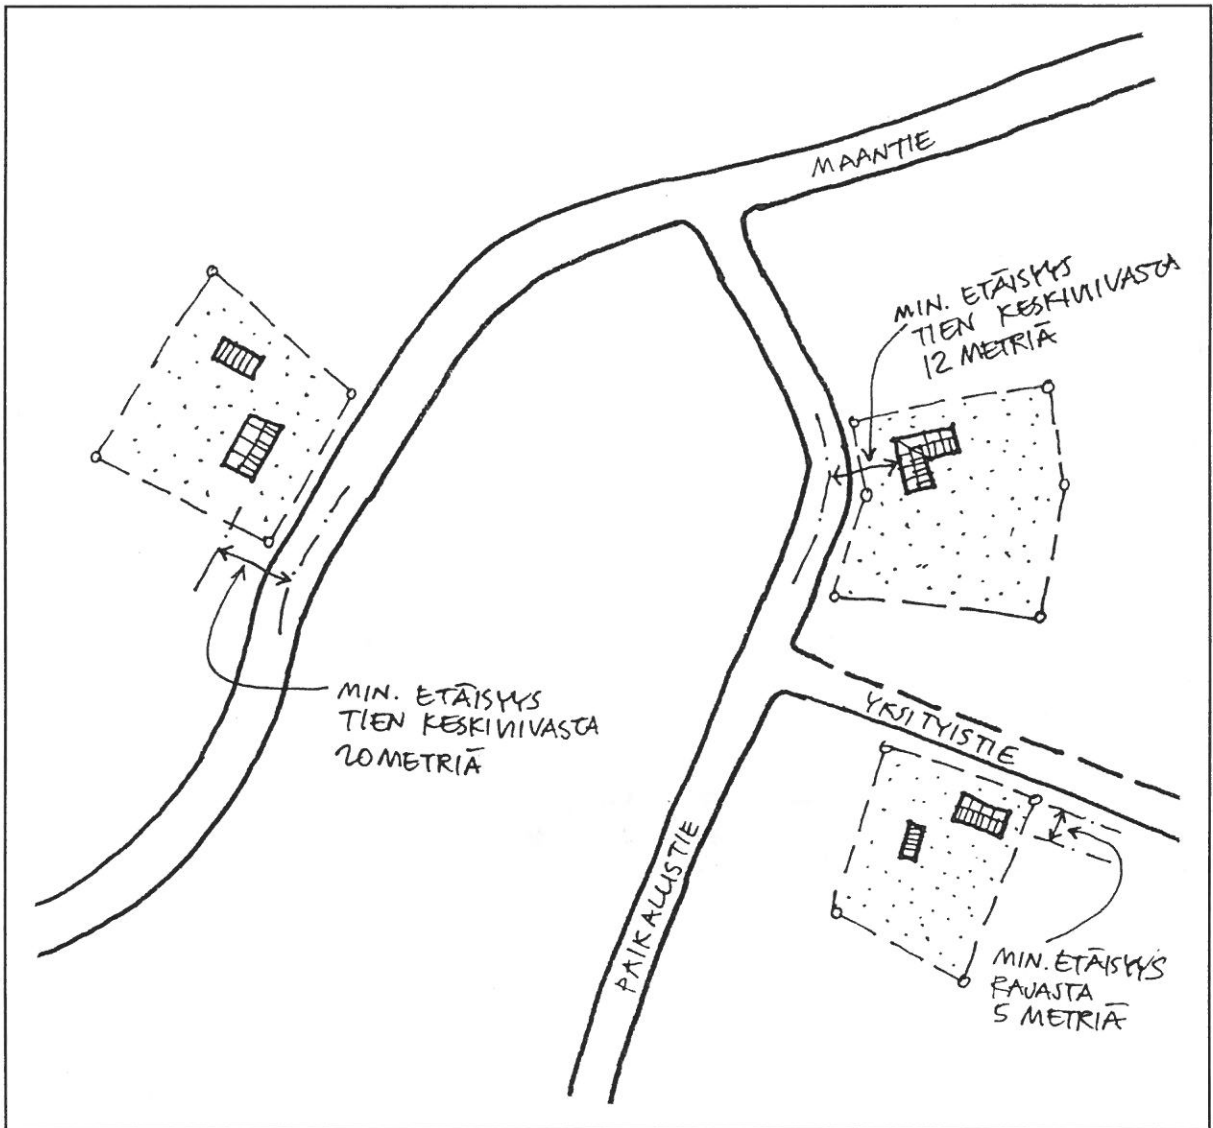 MAANTIE
MIN. ETÄISYYS
TIEN KESKIVIIVASTA
12 METRIÄ
MIN. ETÄISYYS
TIEN KESKIVIIVASTA
20 METRIÄ
YKSITYISTIE
PAIKALLISTIE
MIN. ETÄISYYS
RAJASTA
5 METRIÄ